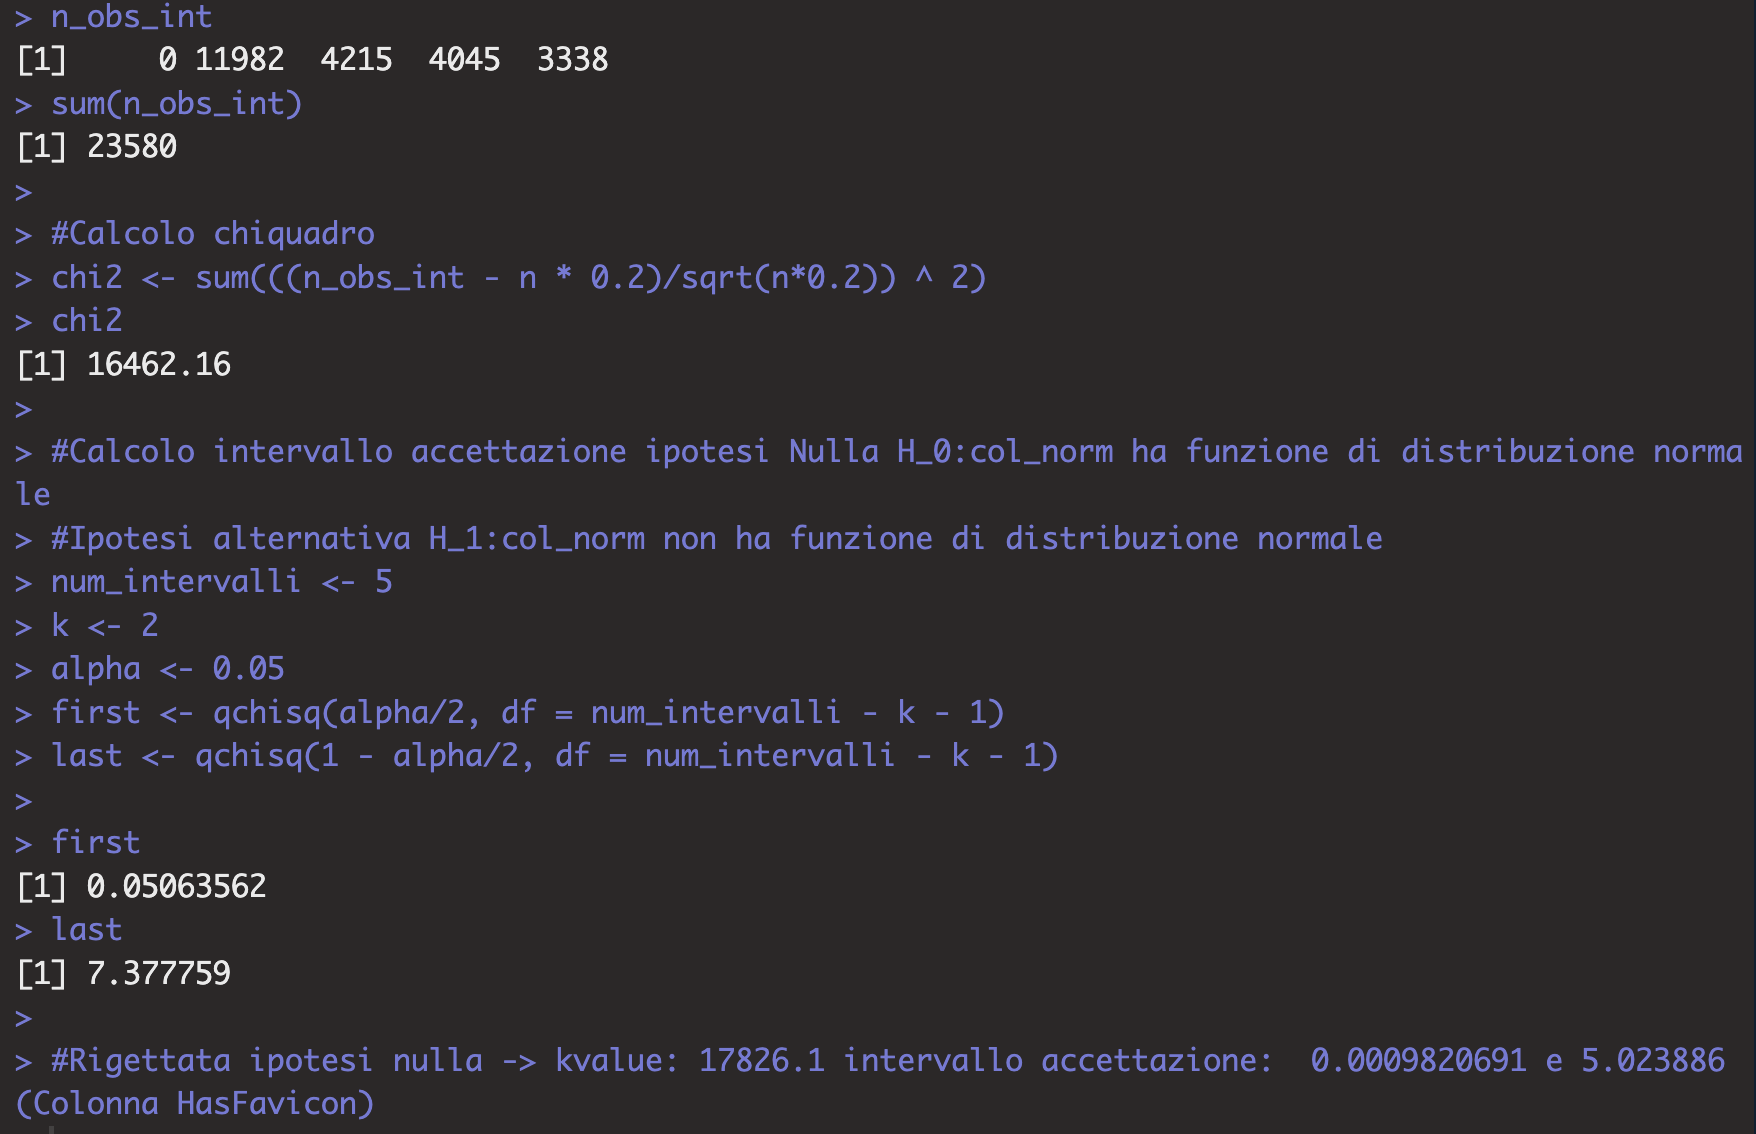 > n_obs_int
[1]     0 11982  4215  4045  3338
> sum(n_obs_int)
[1] 23580
>
> #Calcolo chiquadro
> chi2 <- sum(((n_obs_int - n * 0.2)/sqrt(n*0.2)) ^ 2)
> chi2
[1] 16462.16
>
> #Calcolo intervallo accettazione ipotesi Nulla H_0:col_norm ha funzione di distribuzione norma
le
> #Ipotesi alternativa H_1:col_norm non ha funzione di distribuzione normale
> num_intervalli <- 5
> k <- 2
> alpha <- 0.05
> first <- qchisq(alpha/2, df = num_intervalli - k - 1)
> last <- qchisq(1 - alpha/2, df = num_intervalli - k - 1)
>
> first
[1] 0.05063562
> last
[1] 7.377759
>
> #Rigettata ipotesi nulla -> kvalue: 17826.1 intervallo accettazione:  0.0009820691 e 5.023886
(Colonna HasFavicon)